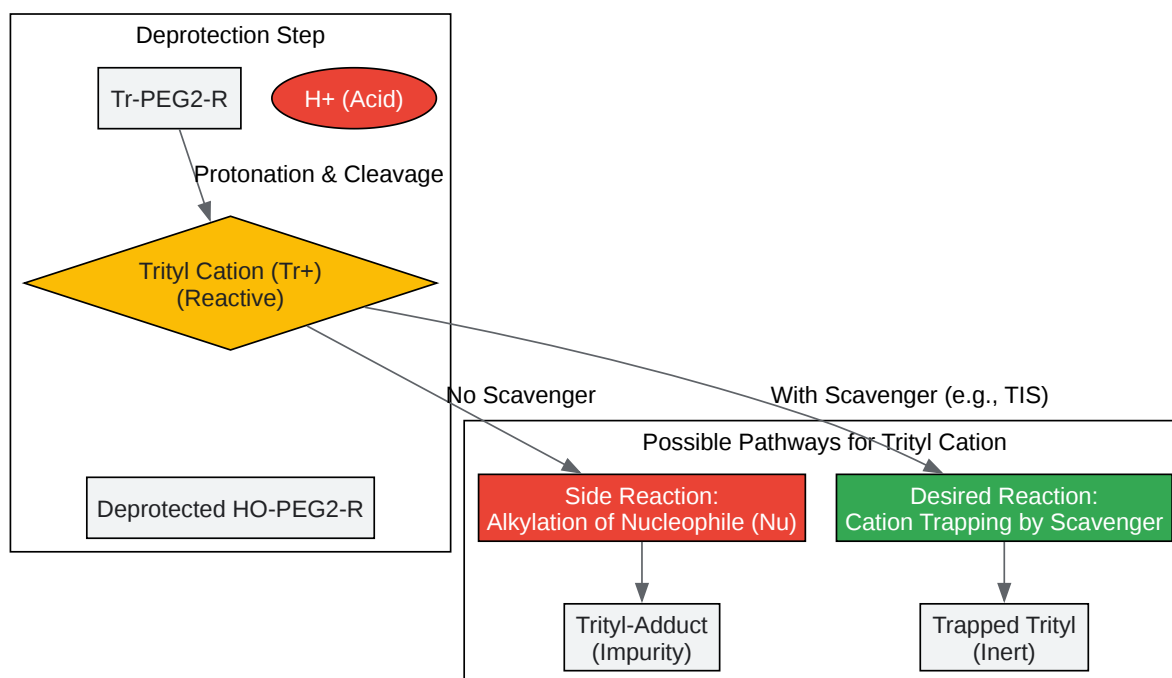 Deprotection Step
Tr-PEG2-R
H+ (Acid)
Protonation & Cleavage
Trityl Cation (Tr+)
(Reactive)
No Scavenger
With Scavenger (e.g., TIS)
Deprotected HO-PEG2-R
Possible Pathways for Trityl Cation
Side Reaction:
Alkylation of Nucleophile (Nu)
Desired Reaction:
Cation Trapping by Scavenger
Trityl-Adduct
(Impurity)
Trapped Trityl
(Inert)